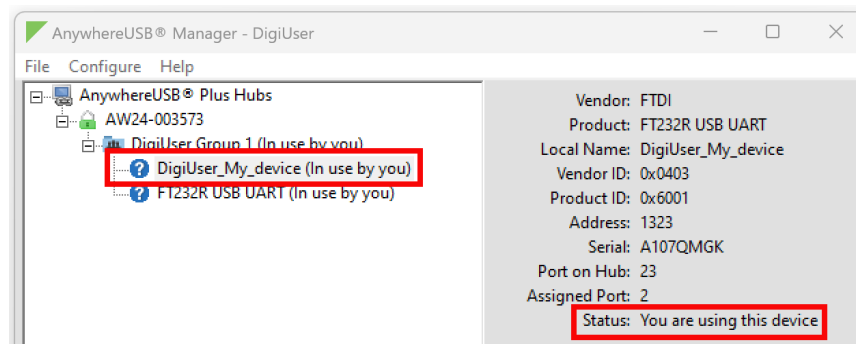 AnywhereUSB® Manager - DigiUser
File Configure Help
AnywhereUSB® Plus Hubs
AW24-003573
DigiUser Group 1 (In use by you)
DigiUser_My_device (In use by you)
FT232R USB UART (In use by you)
Vendor: FTDI
Product: FT232R USB UART
Local Name: DigiUser_My_device
Vendor ID: 0x0403
Product ID: 0x6001
Address: 1323
Serial: A107QMGK
Port on Hub: 23
Assigned Port: 2
Status: You are using this device